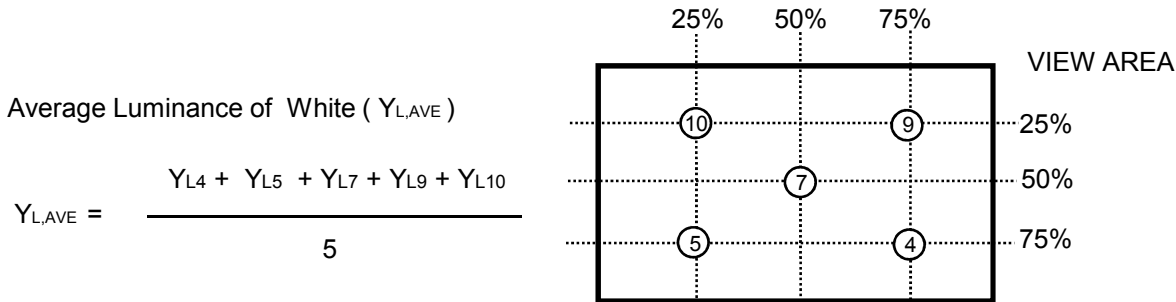 25% 50% 75%
VIEW AREA
Average Luminance of White ( YL,AVE )
10 9 25%
YL4 + YL5 + YL7 + YL9 + YL10
7 50%
YL,AVE =
5
5 4 75%